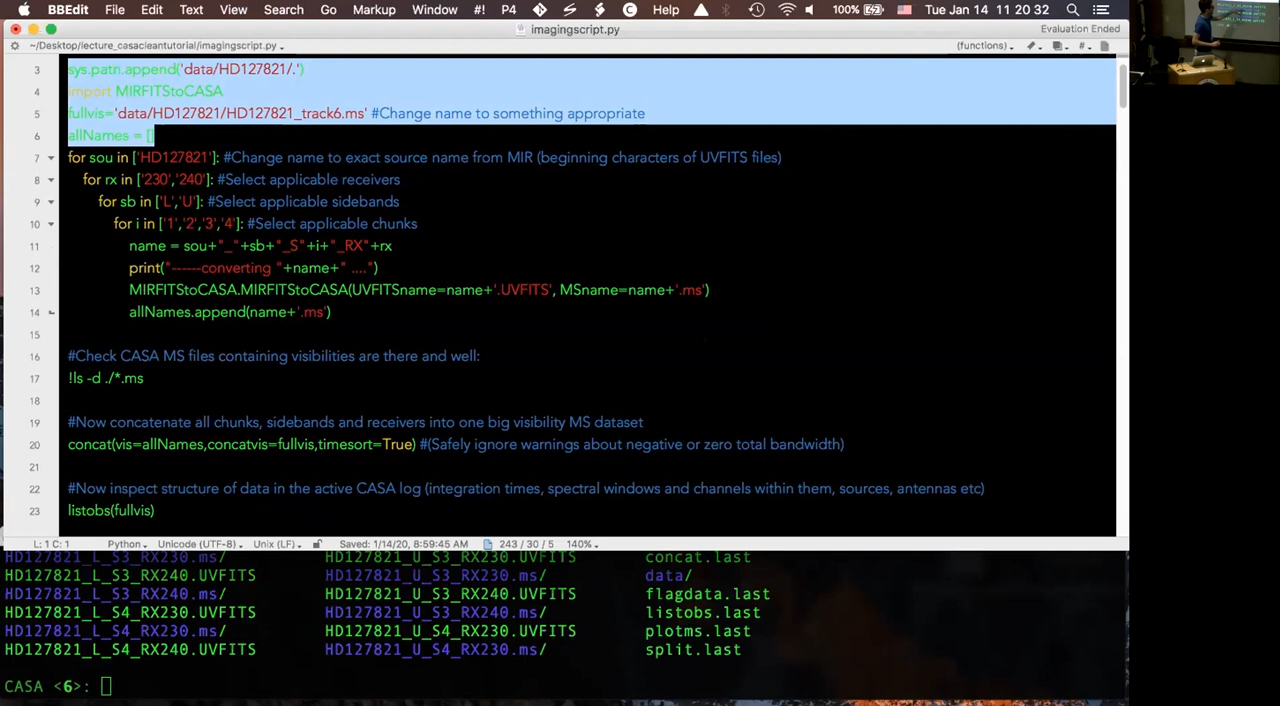 BBEdit File Edit Text View Search Go Markup Window #! P4 Help 100% Tue Jan 14 11 20 32
imagingscript.py Evaluation Ended
~/Desktop/lecture_casacleantutorial/imagingscript.py (functions) #
3 sys.path.append('data/HD127821/.')
4 import MIRFITStoCASA
5 fullvis='data/HD127821/HD127821_track6.ms' #Change name to something appropriate
6 allNames = []
7 for sou in ['HD127821']: #Change name to exact source name from MIR (beginning characters of UVFITS files)
8 for rx in ['230','240']: #Select applicable receivers
9 for sb in ['L','U']: #Select applicable sidebands
10 for i in ['1','2','3','4']: #Select applicable chunks
11 name = sou+"_"+sb+"_S"+i+"_RX"+rx
12 print("------converting "+name+" ....")
13 MIRFITStoCASA.MIRFITStoCASA(UVFITSname=name+'.UVFITS', MSname=name+'.ms')
14 allNames.append(name+'.ms')
15
16 #Check CASA MS files containing visibilities are there and well:
17 !ls -d ./*.ms
18
19 #Now concatenate all chunks, sidebands and receivers into one big visibility MS dataset
20 concat(vis=allNames,concatvis=fullvis,timesort=True) #(Safely ignore warnings about negative or zero total bandwidth)
21
22 #Now inspect structure of data in the active CASA log (integration times, spectral windows and channels within them, sources, antennas etc)
23 listobs(fullvis)
L: 1 C: 1 Python Unicode (UTF-8) Unix (LF) Saved: 1/14/20, 8:59:45 AM 243 / 30 / 5 140%
HD127821_L_S3_RX230.ms/ HD127821_U_S3_RX230.UVFITS concat.last
HD127821_L_S3_RX240.UVFITS HD127821_U_S3_RX230.ms/ data/
HD127821_L_S3_RX240.ms/ HD127821_U_S3_RX240.UVFITS flagdata.last
HD127821_L_S4_RX230.UVFITS HD127821_U_S3_RX240.ms/ listobs.last
HD127821_L_S4_RX230.ms/ HD127821_U_S4_RX230.UVFITS plotms.last
HD127821_L_S4_RX240.UVFITS HD127821_U_S4_RX230.ms/ split.last
CASA <6>: